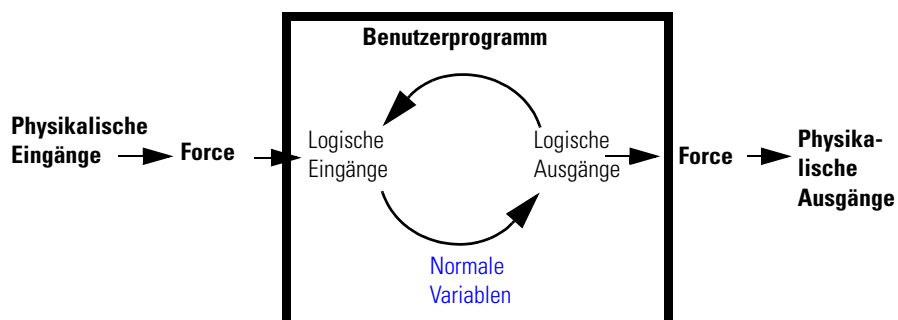 Benutzerprogramm
Physikalische
Eingänge
Force
Logische
Eingänge
Logische
Ausgänge
Force
Physika-
lische
Ausgänge
Normale
Variablen